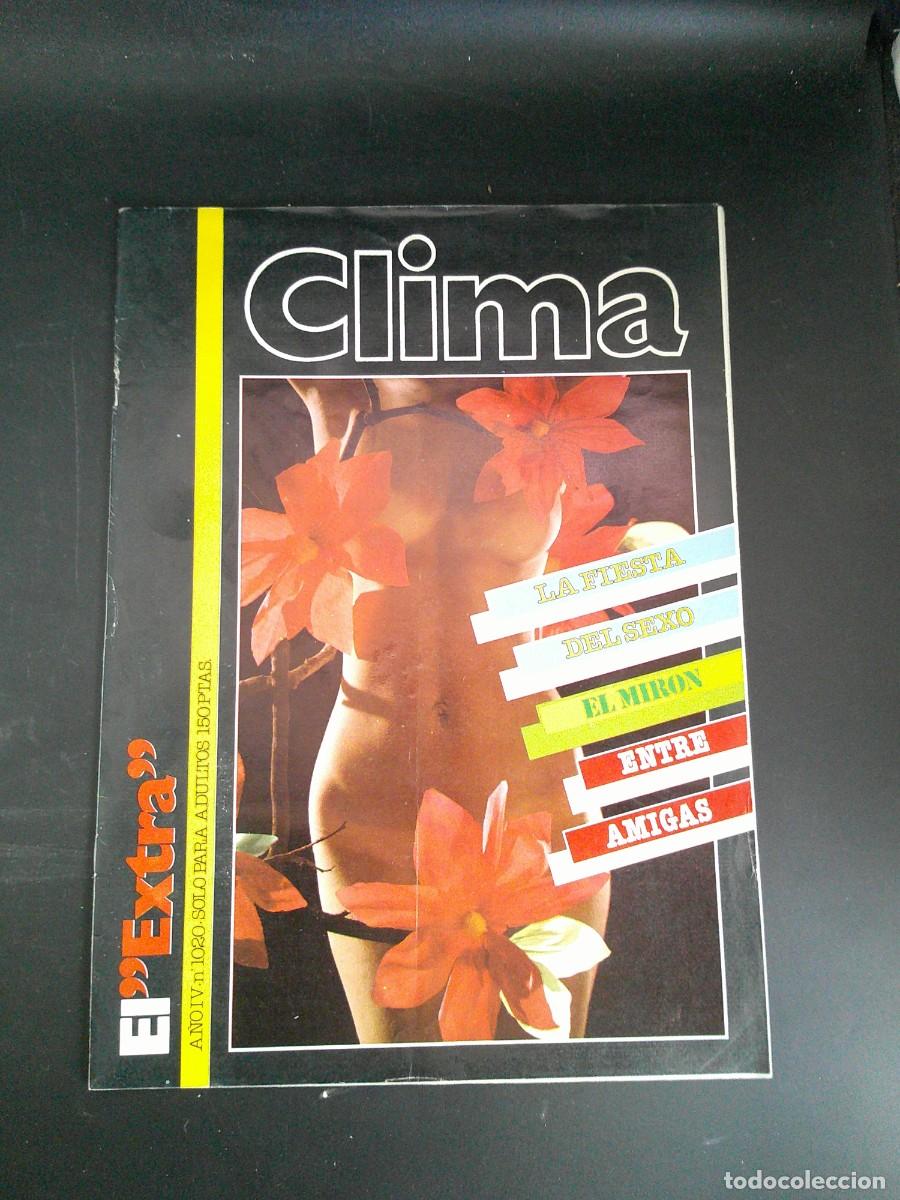 Clima
LA FIESTA
DEL SEXO
EL MIRON
ENTRE
AMIGAS
El "Extra"
AÑO IV·nº 1020·SOLO PARA ADULTOS 150 PTAS.
todocoleccion